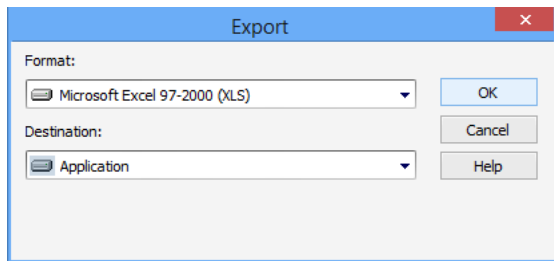 Export
Format:
Microsoft Excel 97-2000 (XLS)
OK
Destination:
Cancel
Application
Help